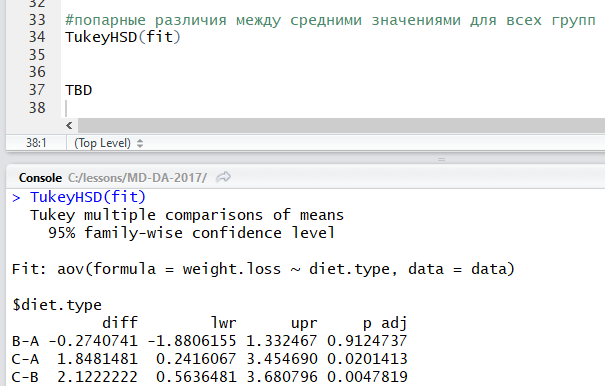 32
33 #попарные различия между средними значениями для всех групп
34 TukeyHSD(fit)
35
36
37 TBD
38
38:1 (Top Level)
Console C:/lessons/MD-DA-2017/
> TukeyHSD(fit)
Tukey multiple comparisons of means
95% family-wise confidence level
Fit: aov(formula = weight.loss ~ diet.type, data = data)
$diet.type
diff lwr upr p adj
B-A -0.2740741 -1.8806155 1.332467 0.9124737
C-A 1.8481481 0.2416067 3.454690 0.0201413
C-B 2.1222222 0.5636481 3.680796 0.0047819